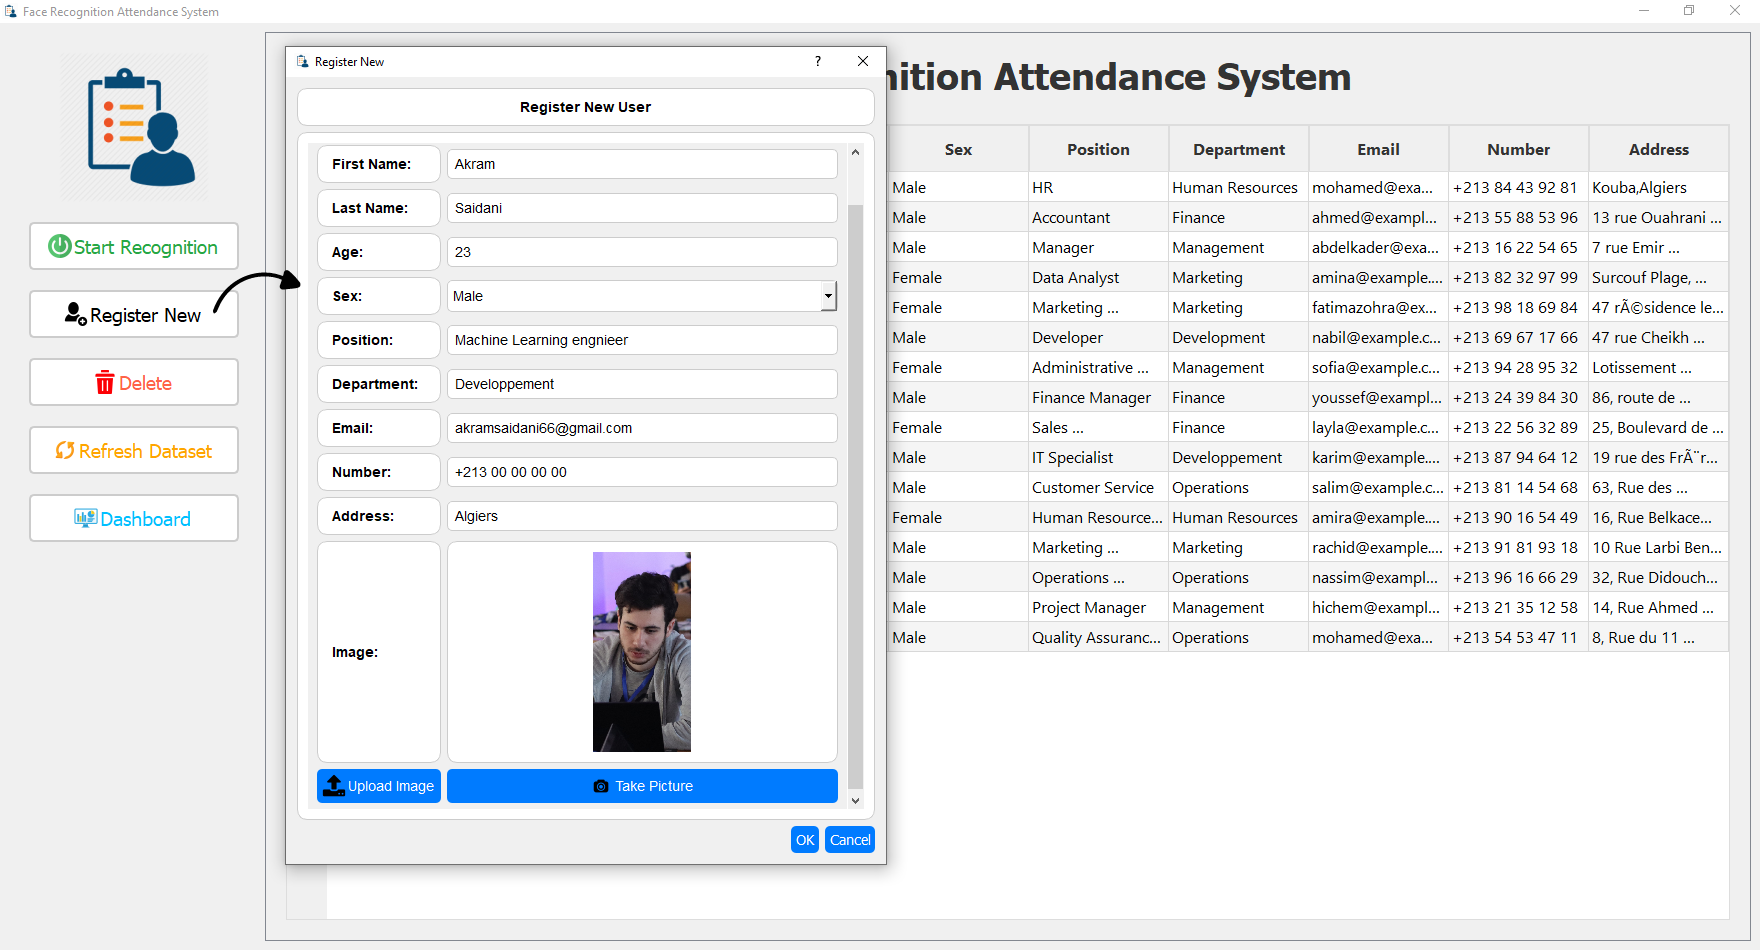 Face Recognition Attendance System
Start Recognition
Register New
Delete
Refresh Dataset
Dashboard
Register New
?
Register New User
First Name: Akram
Last Name: Saidani
Age: 23
Sex: Male
Position: Machine Learning engnieer
Department: Developpement
Email: akramsaidani66@gmail.com
Number: +213 00 00 00 00
Address: Algiers
Image:
Upload Image Take Picture
OK Cancel
nition Attendance System
Sex Position Department Email Number Address
Male HR Human Resources mohamed@exa... +213 84 43 92 81 Kouba,Algiers
Male Accountant Finance ahmed@exampl... +213 55 88 53 96 13 rue Ouahrani ...
Male Manager Management abdelkader@exa... +213 16 22 54 65 7 rue Emir ...
Female Data Analyst Marketing amina@example.... +213 82 32 97 99 Surcouf Plage, ...
Female Marketing ... Marketing fatimazohra@ex... +213 98 18 69 84 47 rÃ©sidence le...
Male Developer Development nabil@example.c... +213 69 67 17 66 47 rue Cheikh ...
Female Administrative ... Management sofia@example.c... +213 94 28 95 32 Lotissement ...
Male Finance Manager Finance youssef@exampl... +213 24 39 84 30 86, route de ...
Female Sales ... Finance layla@example.c... +213 22 56 32 89 25, Boulevard de ...
Male IT Specialist Developpement karim@example.... +213 87 94 64 12 19 rue des FrÃ¨r...
Male Customer Service Operations salim@example.c... +213 81 14 54 68 63, Rue des ...
Female Human Resource... Human Resources amira@example.... +213 90 16 54 49 16, Rue Belkace...
Male Marketing ... Marketing rachid@example.... +213 91 81 93 18 10 Rue Larbi Ben...
Male Operations ... Operations nassim@exampl... +213 96 16 66 29 32, Rue Didouch...
Male Project Manager Management hichem@exampl... +213 21 35 12 58 14, Rue Ahmed ...
Male Quality Assuranc... Operations mohamed@exa... +213 54 53 47 11 8, Rue du 11 ...